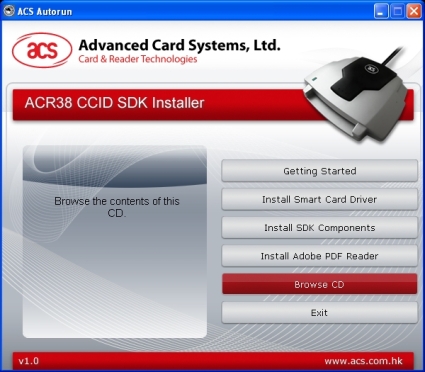 ACS Autorun
acs
Advanced Card Systems, Ltd.
Card & Reader Technologies
acs
ACR38 CCID SDK Installer
Browse the contents of this
CD.
Getting Started
Install Smart Card Driver
Install SDK Components
Install Adobe PDF Reader
Browse CD
Exit
v1.0
www.acs.com.hk